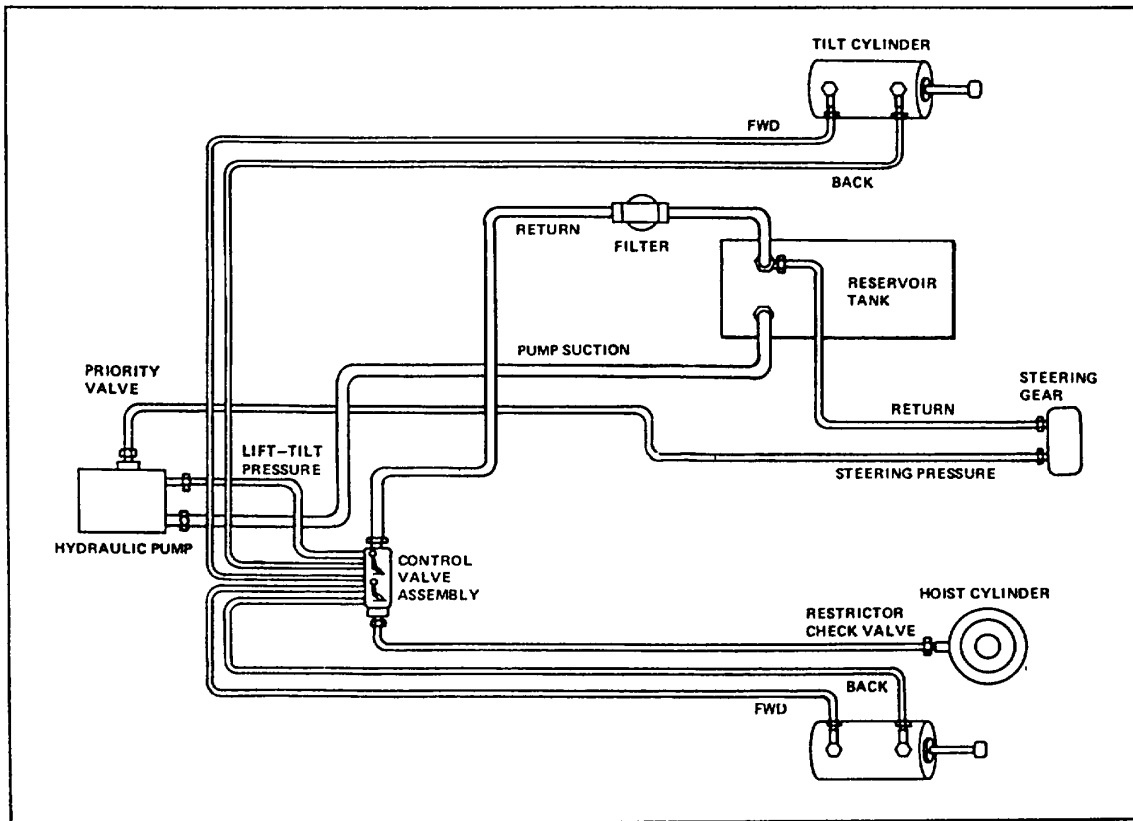 TILT CYLINDER
FWD
BACK
RETURN
FILTER
RESERVOIR
TANK
PUMP SUCTION
PRIORITY
VALVE
STEERING
GEAR
RETURN
LIFT-TILT
PRESSURE
STEERING PRESSURE
HYDRAULIC PUMP
CONTROL
VALVE
ASSEMBLY
HOIST CYLINDER
RESTRICTOR
CHECK VALVE
BACK
FWD